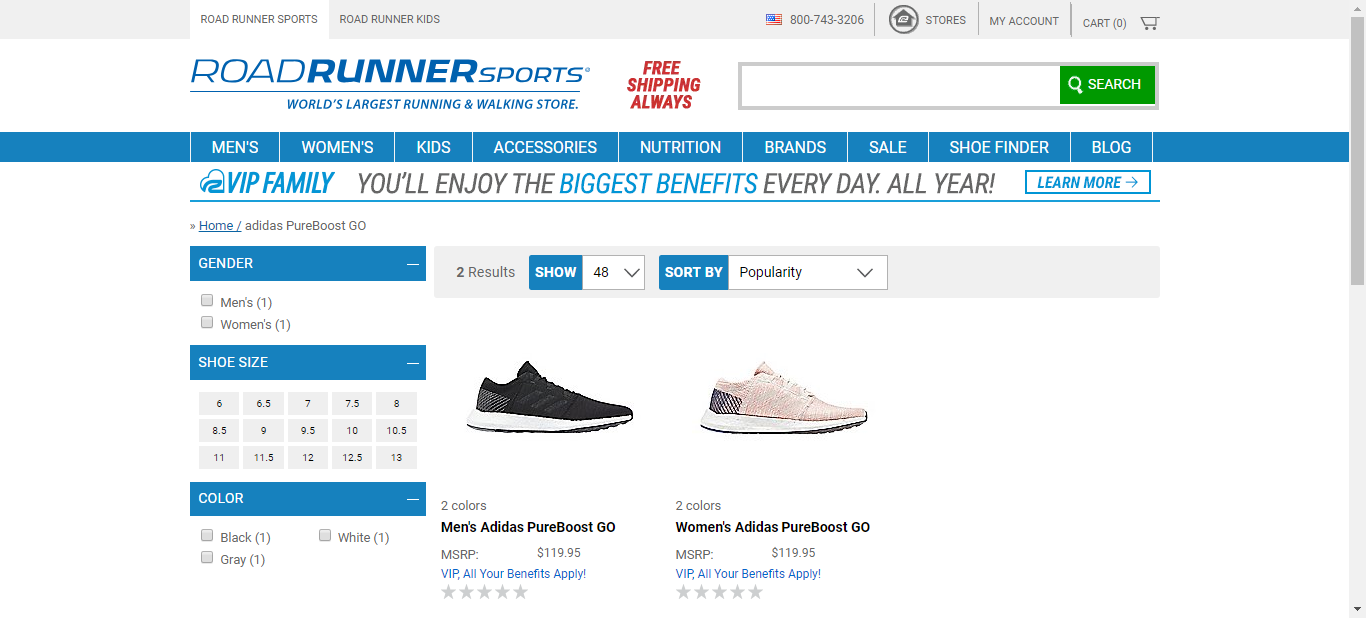 ROAD RUNNER SPORTS
ROAD RUNNER KIDS
800-743-3206
STORES
MY ACCOUNT
CART (0)
ROADRUNNERSPORTS®
WORLD'S LARGEST RUNNING & WALKING STORE.
FREE
SHIPPING
ALWAYS
SEARCH
MEN'S
WOMEN'S
KIDS
ACCESSORIES
NUTRITION
BRANDS
SALE
SHOE FINDER
BLOG
VIP FAMILY
YOU'LL ENJOY THE BIGGEST BENEFITS EVERY DAY. ALL YEAR!
LEARN MORE →
» Home / adidas PureBoost GO
GENDER
Men's (1)
Women's (1)
SHOE SIZE
6 6.5 7 7.5 8
8.5 9 9.5 10 10.5
11 11.5 12 12.5 13
COLOR
Black (1) White (1)
Gray (1)
2 Results
SHOW 48
SORT BY Popularity
2 colors
Men's Adidas PureBoost GO
MSRP: $119.95
VIP, All Your Benefits Apply!
2 colors
Women's Adidas PureBoost GO
MSRP: $119.95
VIP, All Your Benefits Apply!